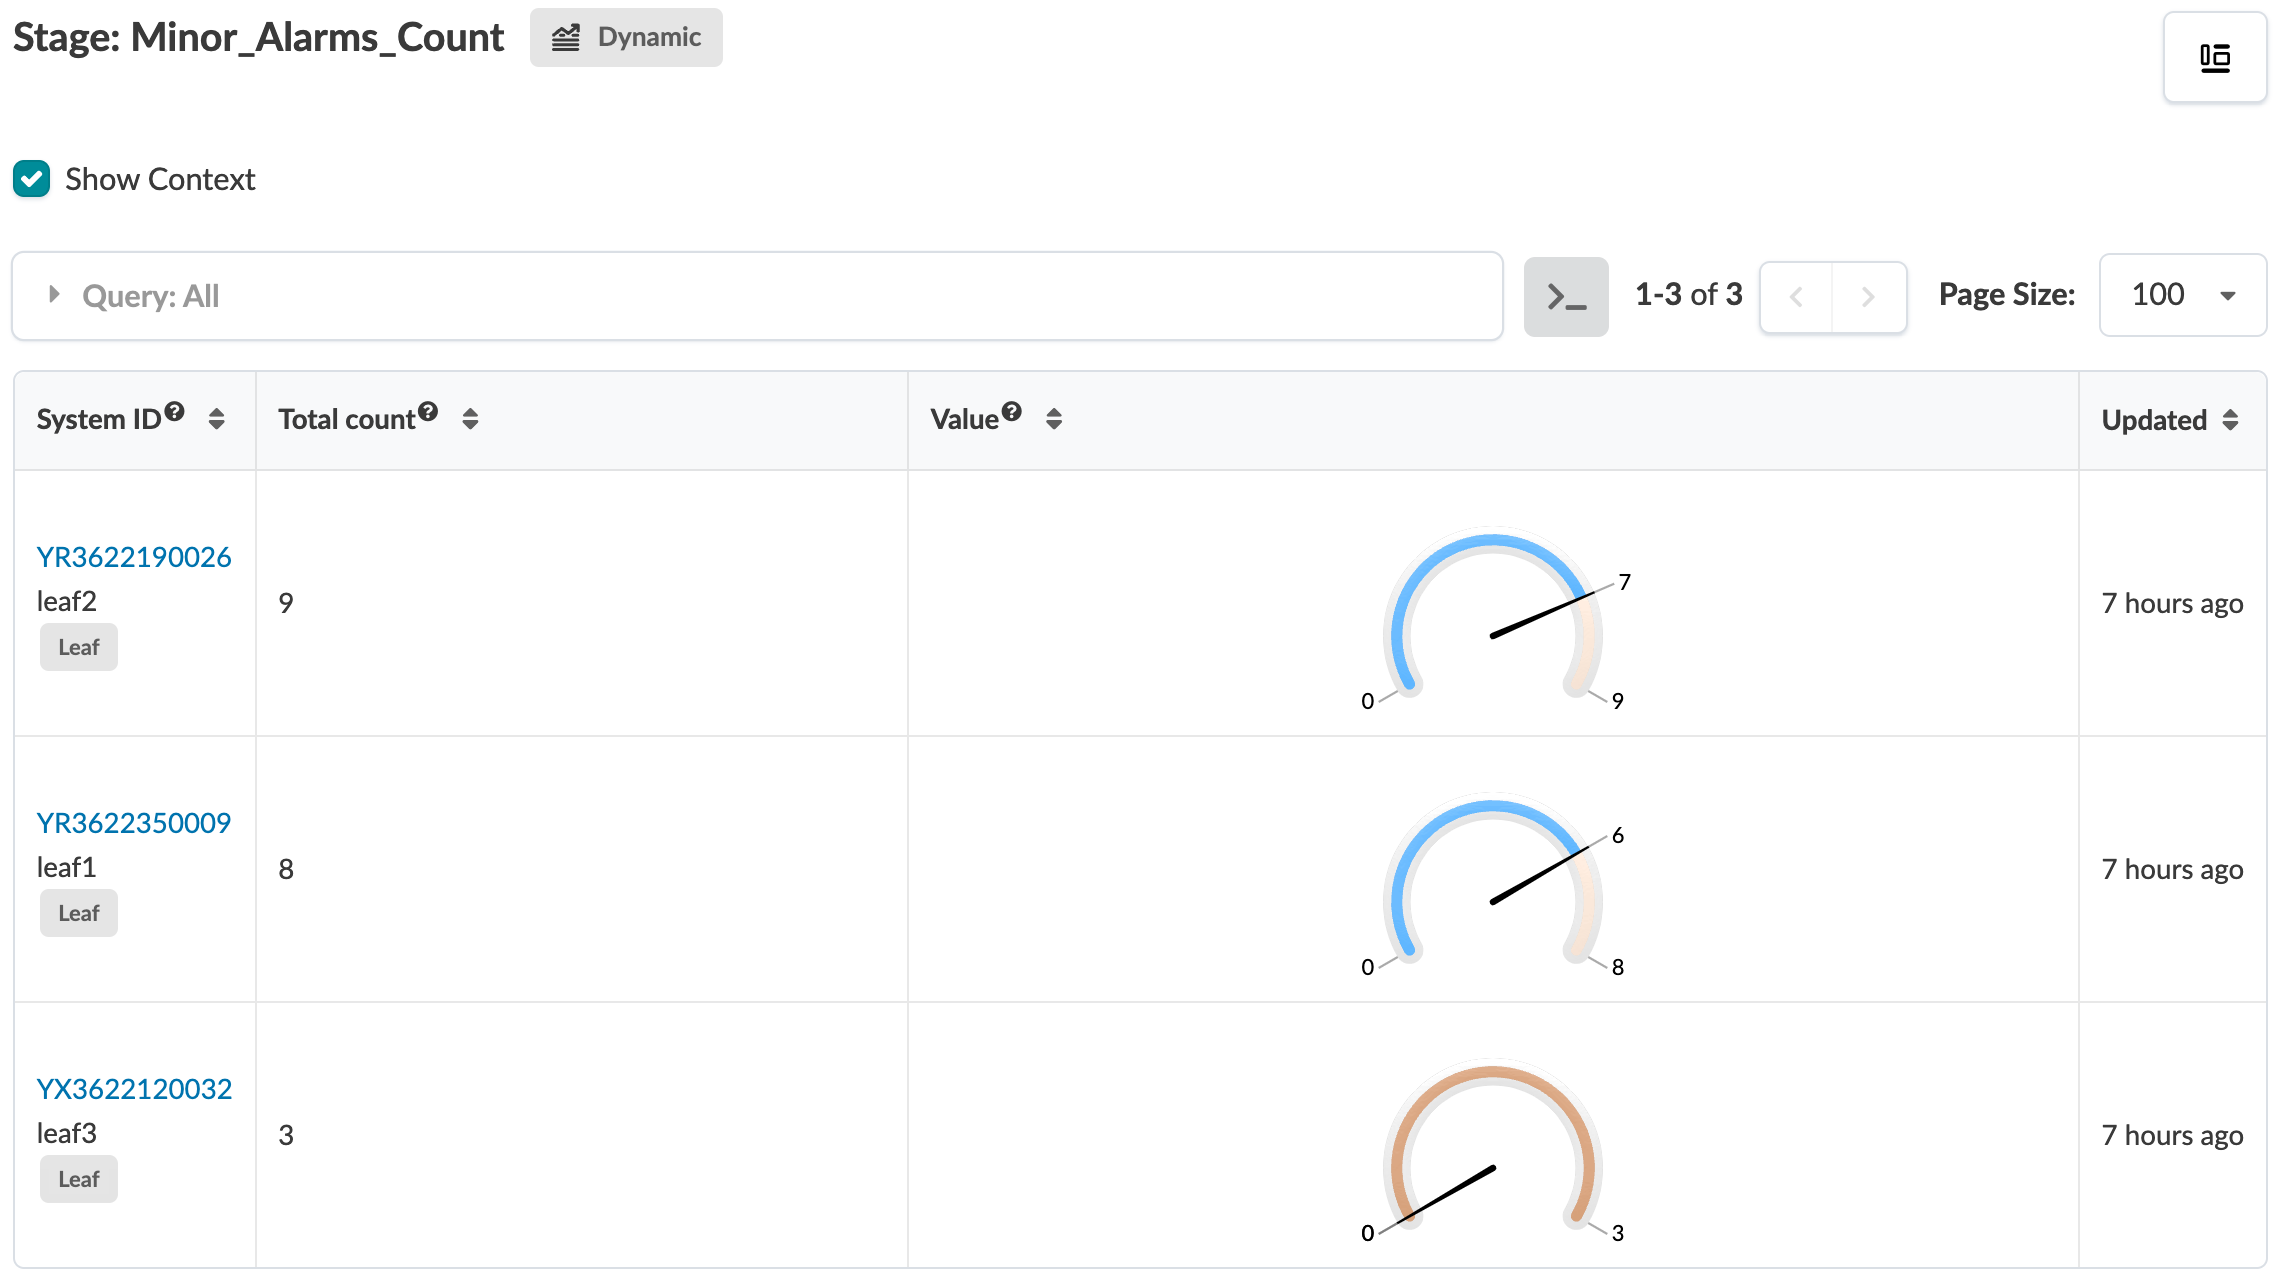 Stage: Minor_Alarms_Count Dynamic
Show Context
Query: All 1-3 of 3 Page Size: 100
System ID Total count Value Updated
YR3622190026
leaf2
Leaf
9
7
0
9
7 hours ago
YR3622350009
leaf1
Leaf
8
6
0
8
7 hours ago
YX3622120032
leaf3
Leaf
3
0
3
7 hours ago